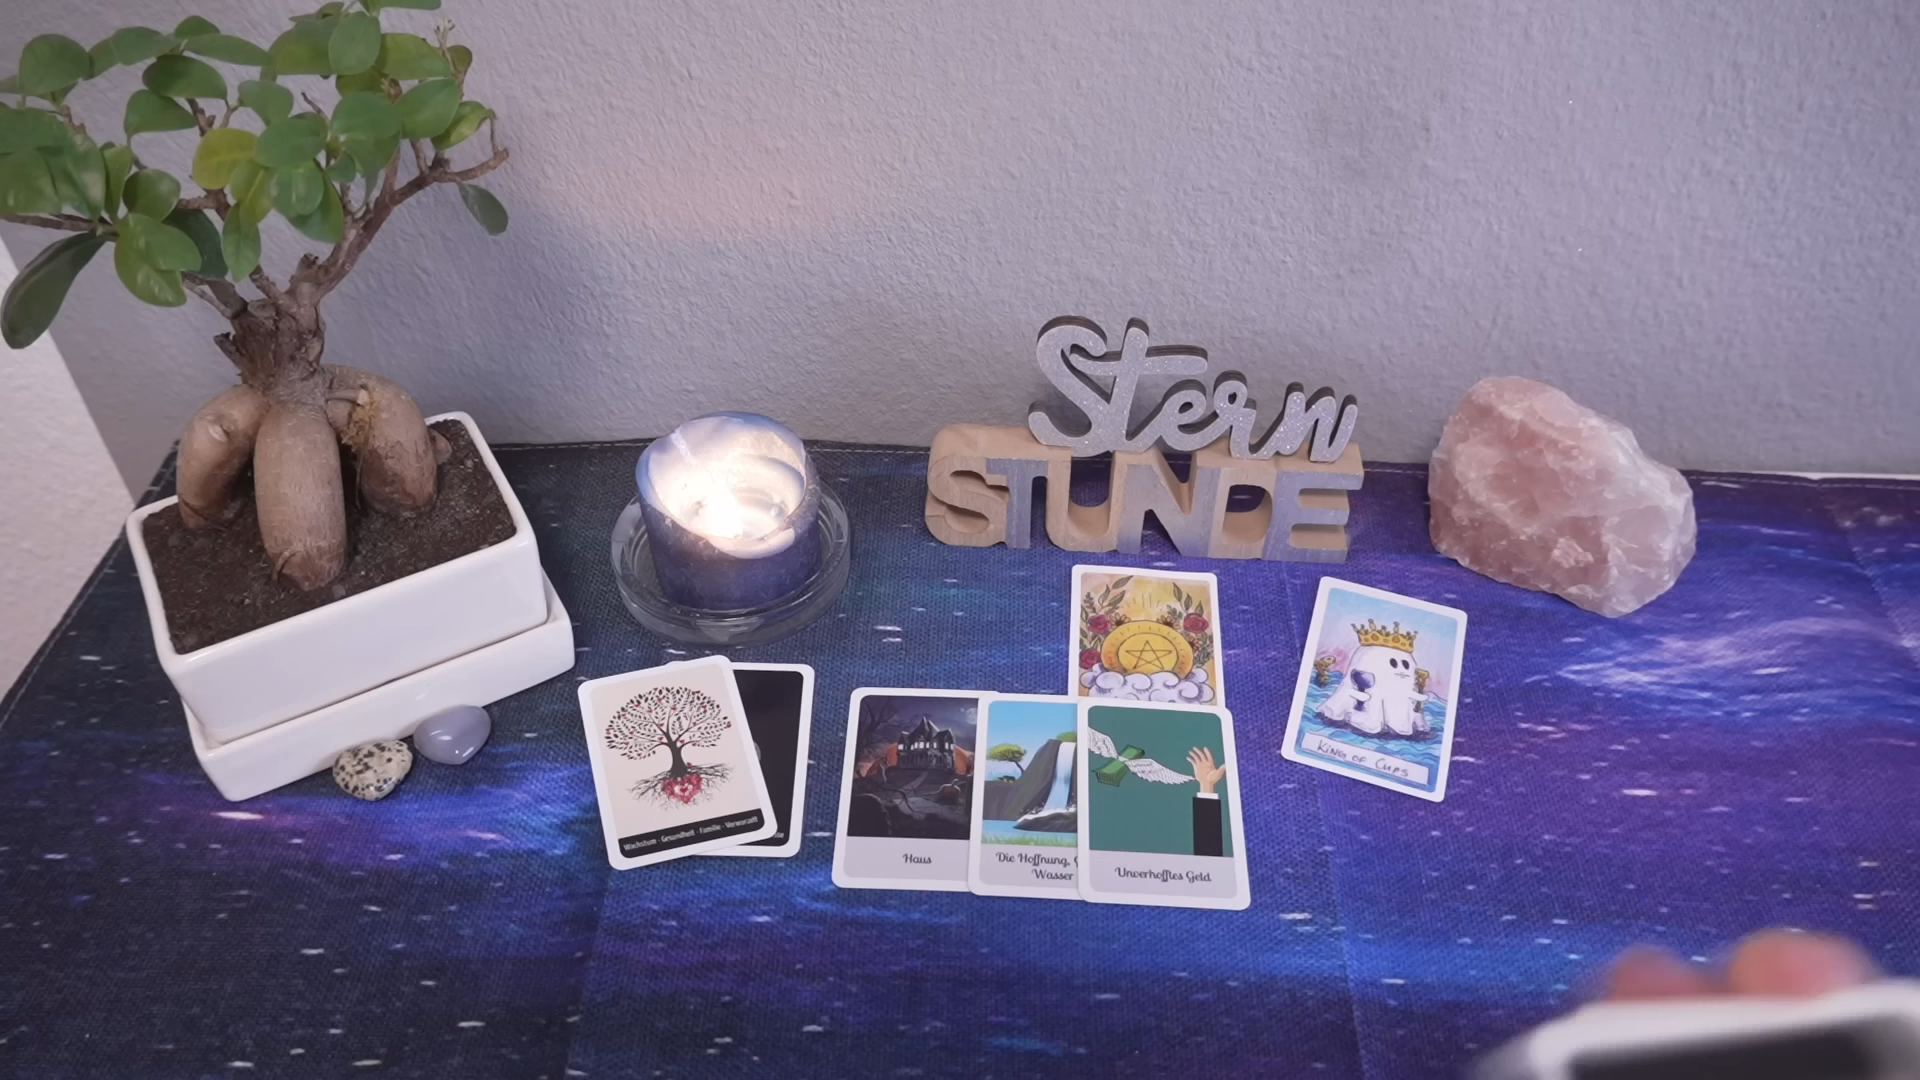 Stern
STUNDE
KING OF CUPS
Wachstum · Gesundheit · Familie · Verwurzelt
Haus
Die Hoffnung,
Wasser
Unverhofftes Geld